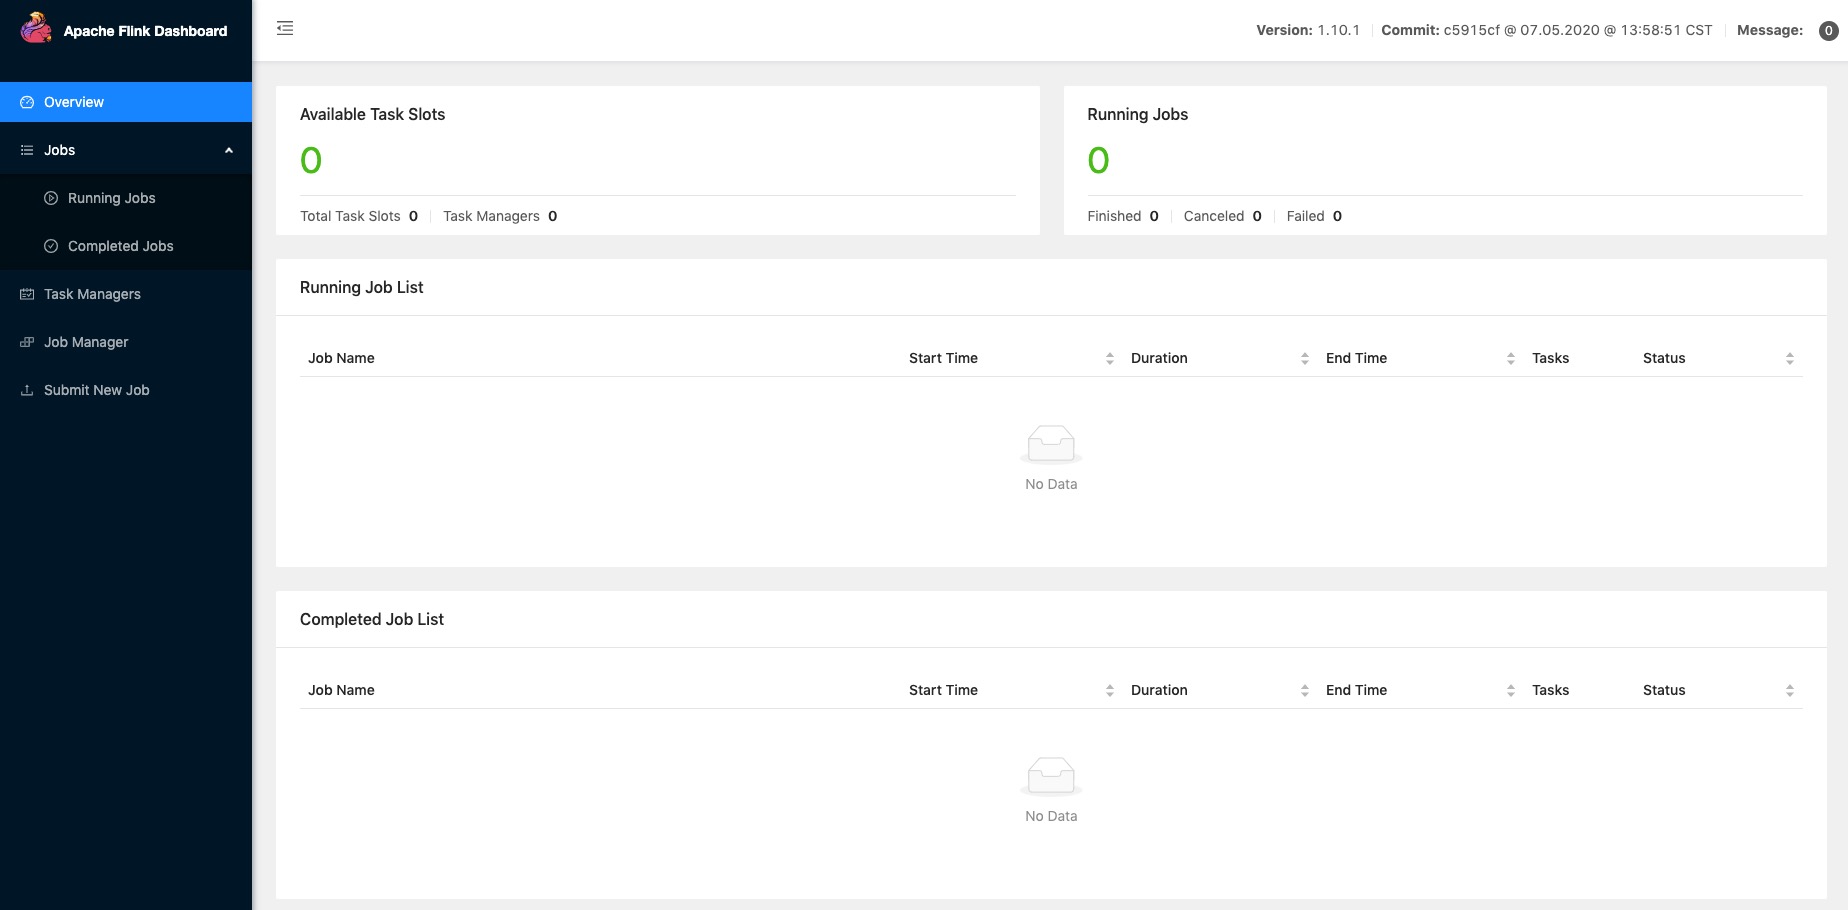 Apache Flink Dashboard
Version: 1.10.1 Commit: c5915cf @ 07.05.2020 @ 13:58:51 CST Message: 0
Overview
Jobs
Running Jobs
Completed Jobs
Task Managers
Job Manager
Submit New Job
Available Task Slots
0
Total Task Slots 0 Task Managers 0
Running Jobs
0
Finished 0 Canceled 0 Failed 0
Running Job List
Job Name Start Time Duration End Time Tasks Status
No Data
Completed Job List
Job Name Start Time Duration End Time Tasks Status
No Data